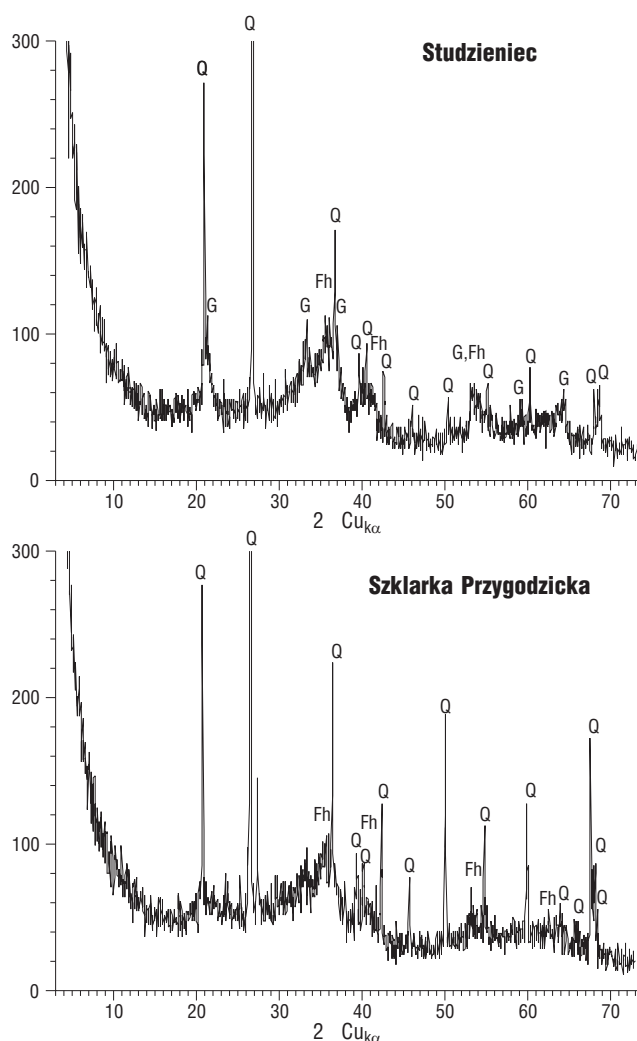 Q
300
Studzieniec
Q
200
Q
Fh
G G G
100
Q
Q Fh
Q
G,Fh
Q
Q
Q
Q
G
G
Q Q
0
10 20 30 40 50 60 70
2 Cukα
Q
300
Q
Szklarka Przygodzicka
Q
200
Q
Q
Q
Q
Q
Fh Fh
100
Q
Q
Q
Fh
Fh
Q
Q
Q
Q
0
10 20 30 40 50 60 70
2 Cukα